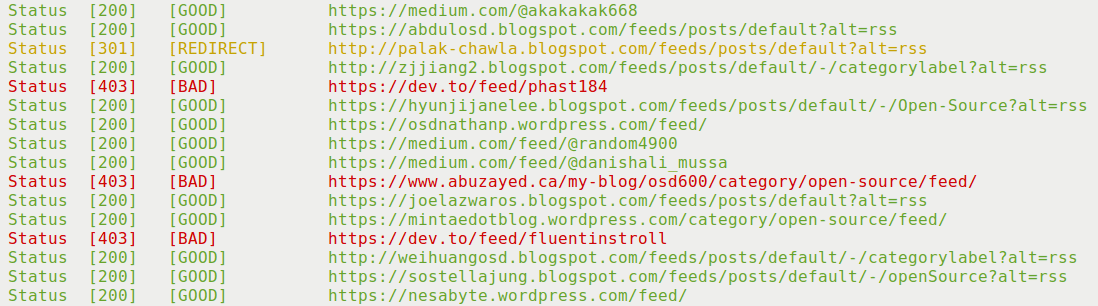 Status [200] [GOOD] https://medium.com/@akakakak668
Status [200] [GOOD] https://abdulosd.blogspot.com/feeds/posts/default?alt=rss
Status [301] [REDIRECT] http://palak-chawla.blogspot.com/feeds/posts/default?alt=rss
Status [200] [GOOD] http://zjjiang2.blogspot.com/feeds/posts/default/-/categorylabel?alt=rss
Status [403] [BAD] https://dev.to/feed/phast184
Status [200] [GOOD] https://hyunjijanelee.blogspot.com/feeds/posts/default/-/Open-Source?alt=rss
Status [200] [GOOD] https://osdnathanp.wordpress.com/feed/
Status [200] [GOOD] https://medium.com/feed/@random4900
Status [200] [GOOD] https://medium.com/feed/@danishali_mussa
Status [403] [BAD] https://www.abuzayed.ca/my-blog/osd600/category/open-source/feed/
Status [200] [GOOD] https://joelazwaros.blogspot.com/feeds/posts/default?alt=rss
Status [200] [GOOD] https://mintaedotblog.wordpress.com/category/open-source/feed/
Status [403] [BAD] https://dev.to/feed/fluentinstroll
Status [200] [GOOD] http://weihuangosd.blogspot.com/feeds/posts/default/-/categorylabel?alt=rss
Status [200] [GOOD] https://sostellajung.blogspot.com/feeds/posts/default/-/openSource?alt=rss
Status [200] [GOOD] https://nesabyte.wordpress.com/feed/